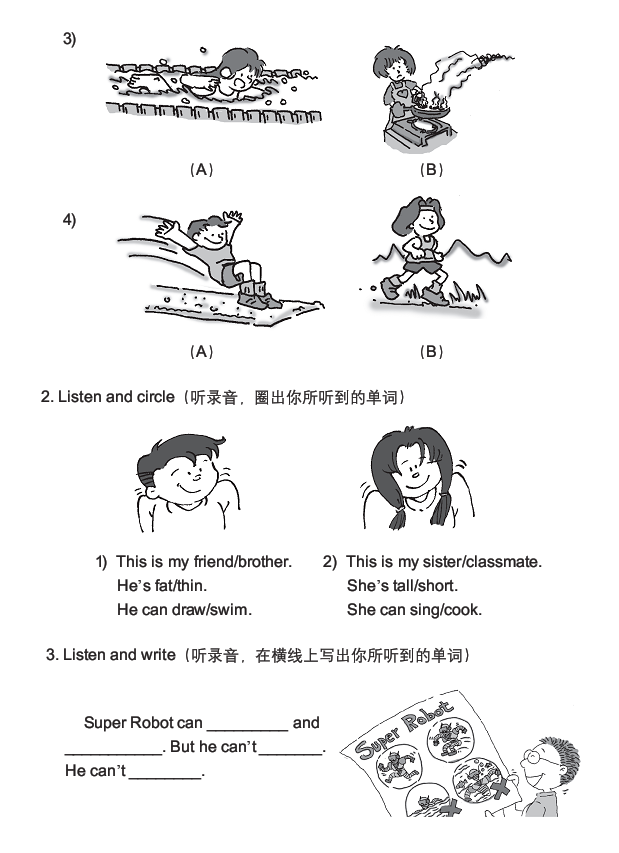 3)
(A) (B)
4)
(A) (B)
2. Listen and circle（听录音，圈出你所听到的单词）
1) This is my friend/brother.
He's fat/thin.
He can draw/swim.
2) This is my sister/classmate.
She's tall/short.
She can sing/cook.
3. Listen and write（听录音，在横线上写出你所听到的单词）
Super Robot can _________ and
___________. But he can't _______.
He can't ________.
Super Robot